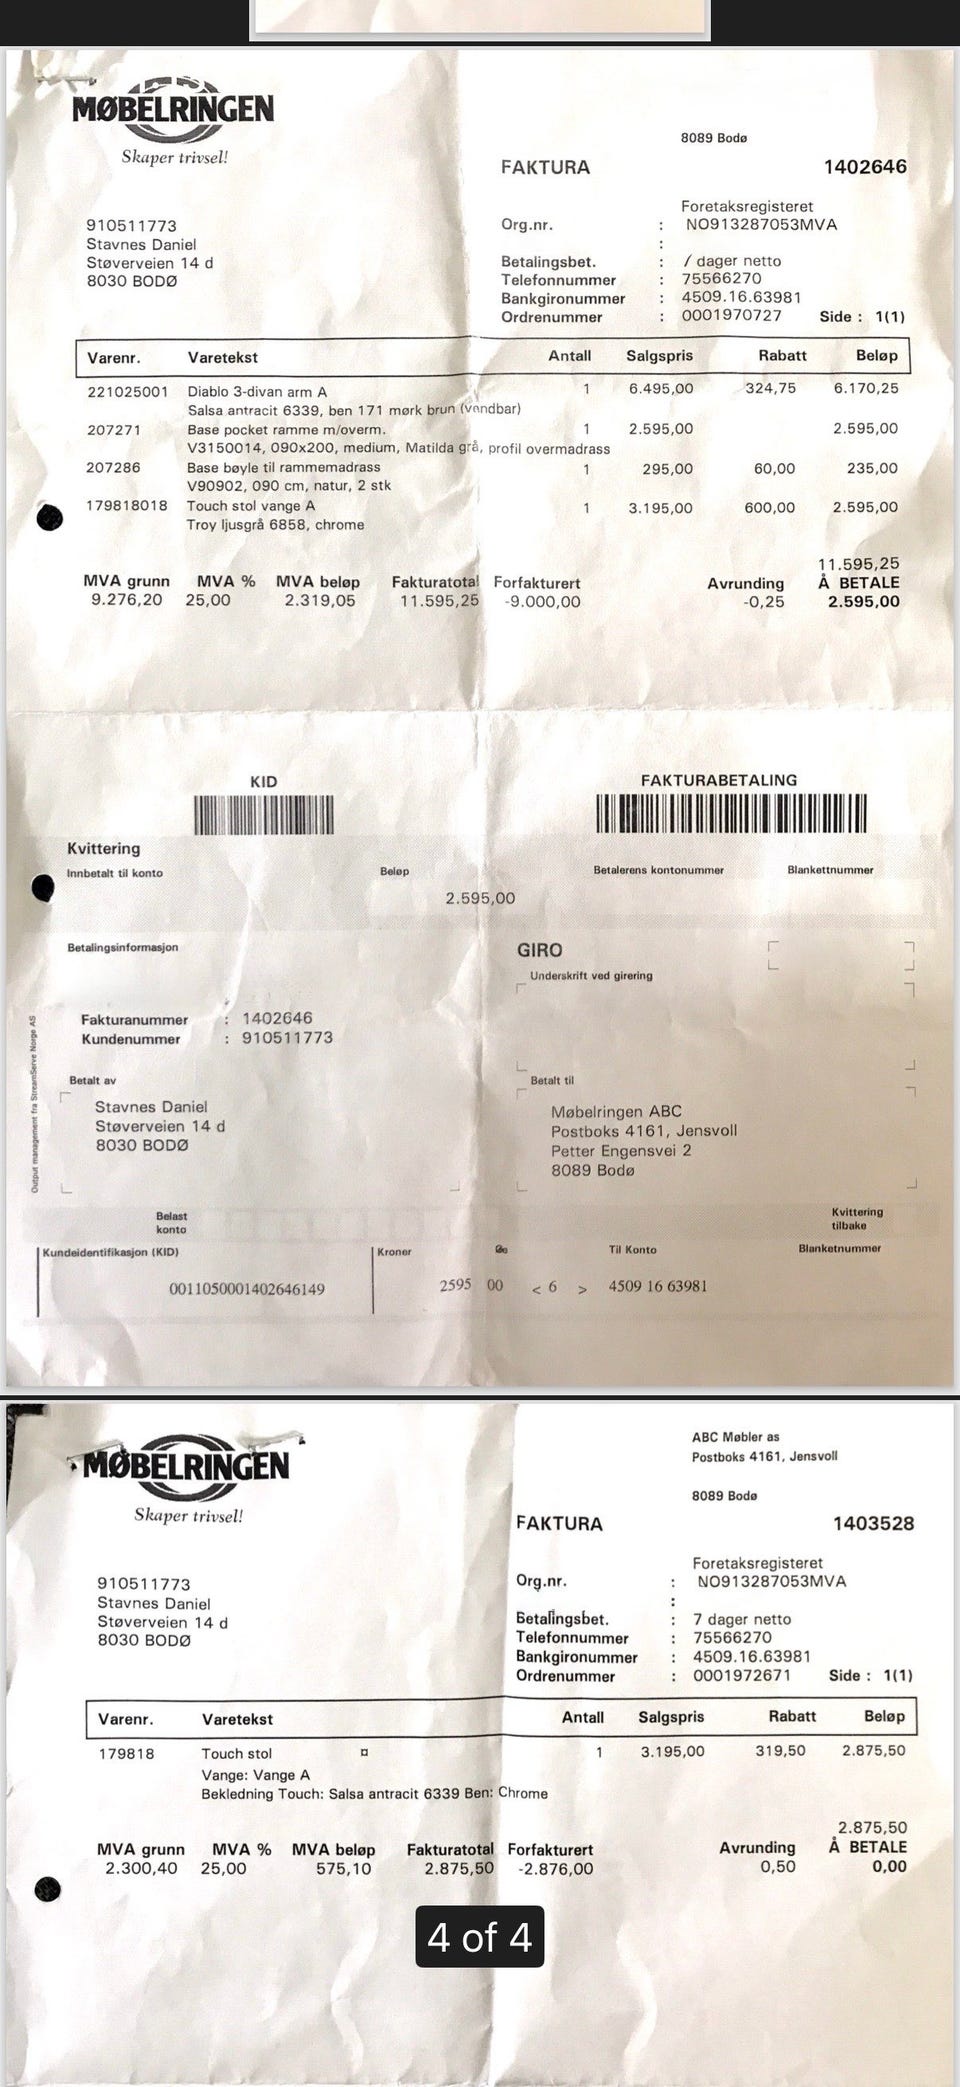 MØBELRINGEN
Skaper trivsel!
8089 Bodø
FAKTURA 1402646
Foretaksregisteret
910511773
Stavnes Daniel
Støverveien 14 d
8030 BODØ
Org.nr. : NO913287053MVA
:
Betalingsbet. : / dager netto
Telefonnummer : 75566270
Bankgironummer : 4509.16.63981
Ordrenummer : 0001970727 Side : 1(1)
Varenr. Varetekst Antall Salgspris Rabatt Beløp
221025001 Diablo 3-divan arm A 1 6.495,00 324,75 6.170,25
Salsa antracit 6339, ben 171 mørk brun (vendbar)
207271 Base pocket ramme m/overm. 1 2.595,00 2.595,00
V3150014, 090x200, medium, Matilda grå, profil overmadrass
207286 Base bøyle til rammemadrass 1 295,00 60,00 235,00
V90902, 090 cm, natur, 2 stk
179818018 Touch stol vange A 1 3.195,00 600,00 2.595,00
Troy ljusgrå 6858, chrome
11.595,25
MVA grunn MVA % MVA beløp Fakturatotal Forfakturert Avrunding Å BETALE
9.276,20 25,00 2.319,05 11.595,25 -9.000,00 -0,25 2.595,00
KID FAKTURABETALING
Kvittering
Innbetalt til konto Beløp Betalerens kontonummer Blankettnummer
2.595,00
Betalingsinformasjon GIRO
Underskrift ved girering
Fakturanummer : 1402646
Kundenummer : 910511773
Output management fra StreamServe Norge AS
Betalt av Betalt til
Stavnes Daniel
Støverveien 14 d
8030 BODØ
Møbelringen ABC
Postboks 4161, Jensvoll
Petter Engensvei 2
8089 Bodø
Belast
konto
Kvittering
tilbake
Kundeidentifikasjon (KID) Kroner Øre Til Konto Blanketnummer
0011050001402646149 2595 00 < 6 > 4509 16 63981
MØBELRINGEN
Skaper trivsel!
ABC Møbler as
Postboks 4161, Jensvoll
8089 Bodø
FAKTURA 1403528
Foretaksregisteret
910511773
Stavnes Daniel
Støverveien 14 d
8030 BODØ
Org.nr. : NO913287053MVA
:
Betalingsbet. : 7 dager netto
Telefonnummer : 75566270
Bankgironummer : 4509.16.63981
Ordrenummer : 0001972671 Side : 1(1)
Varenr. Varetekst Antall Salgspris Rabatt Beløp
179818 Touch stol ¤ 1 3.195,00 319,50 2.875,50
Vange: Vange A
Bekledning Touch: Salsa antracit 6339 Ben: Chrome
2.875,50
MVA grunn MVA % MVA beløp Fakturatotal Forfakturert Avrunding Å BETALE
2.300,40 25,00 575,10 2.875,50 -2.876,00 0,50 0,00
4 of 4